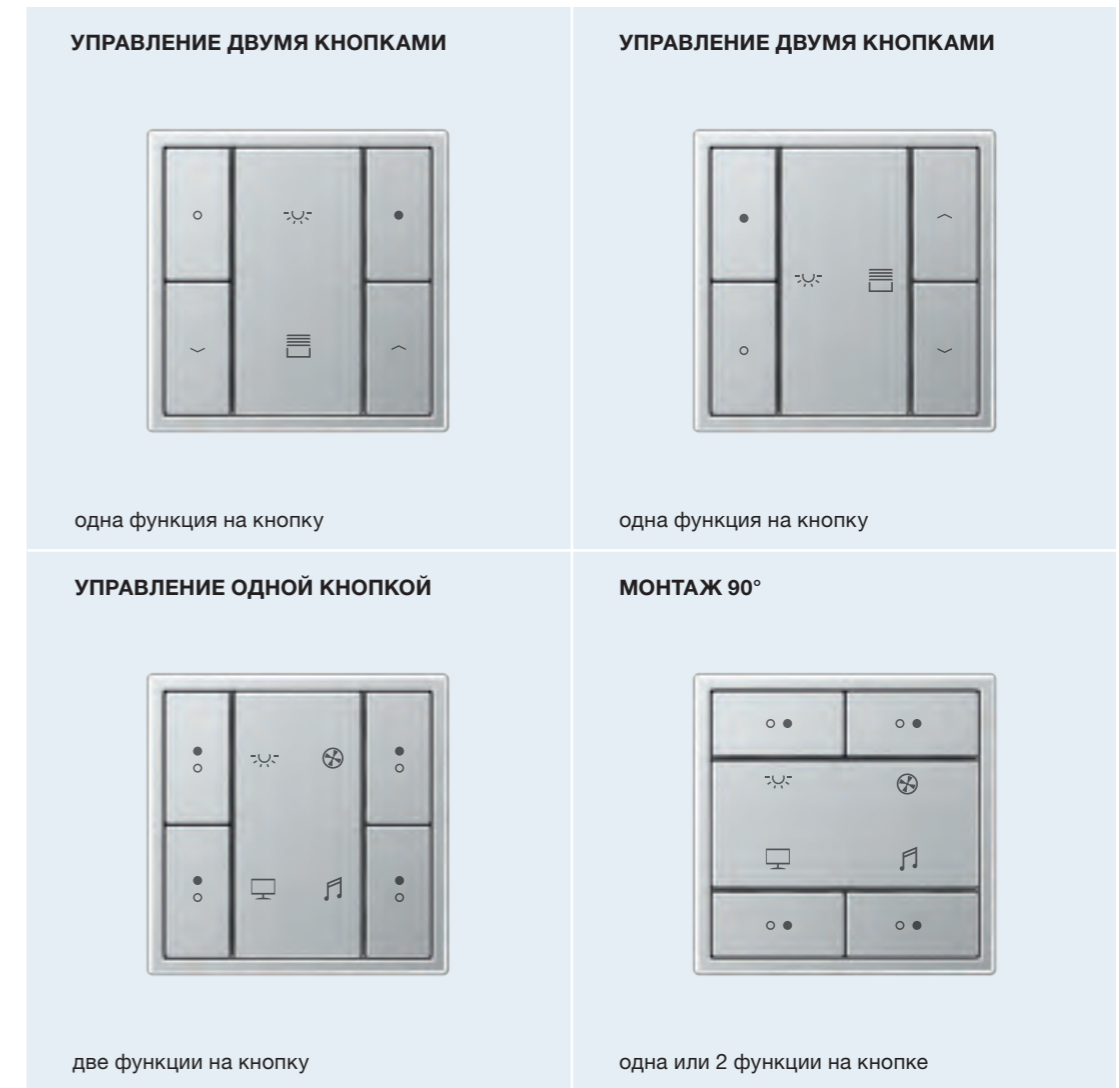 УПРАВЛЕНИЕ ДВУМЯ КНОПКАМИ
одна функция на кнопку
УПРАВЛЕНИЕ ДВУМЯ КНОПКАМИ
одна функция на кнопку
УПРАВЛЕНИЕ ОДНОЙ КНОПКОЙ
две функции на кнопку
МОНТАЖ 90°
одна или 2 функции на кнопке